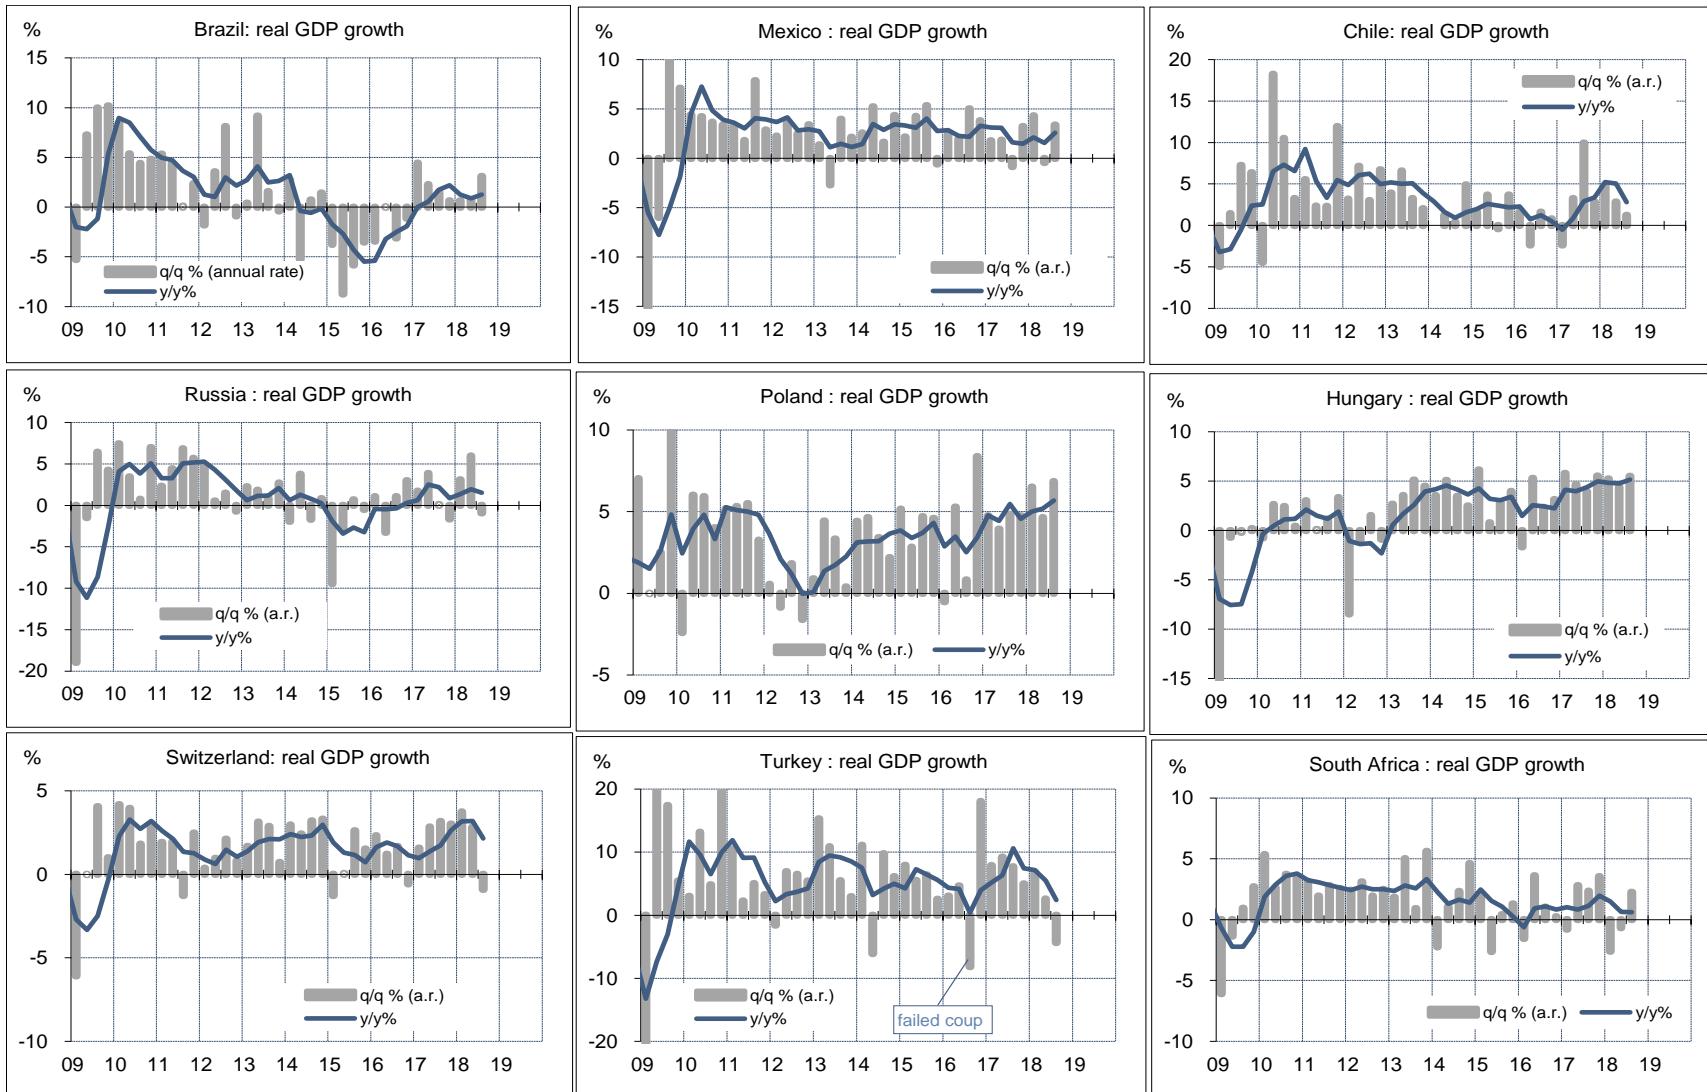 %
Brazil: real GDP growth
15
10
5
0
-5
-10
q/q % (annual rate)
y/y%
09 10 11 12 13 14 15 16 17 18 19
%
Mexico : real GDP growth
10
5
0
-5
-10
-15
q/q % (a.r.)
y/y%
09 10 11 12 13 14 15 16 17 18 19
%
Chile: real GDP growth
20
15
10
5
0
-5
-10
q/q % (a.r.)
y/y%
09 10 11 12 13 14 15 16 17 18 19
%
Russia : real GDP growth
10
5
0
-5
-10
-15
-20
q/q % (a.r.)
y/y%
09 10 11 12 13 14 15 16 17 18 19
%
Poland : real GDP growth
10
5
0
-5
q/q % (a.r.) y/y%
09 10 11 12 13 14 15 16 17 18 19
%
Hungary : real GDP growth
10
5
0
-5
-10
-15
q/q % (a.r.)
y/y%
09 10 11 12 13 14 15 16 17 18 19
%
Switzerland: real GDP growth
5
0
-5
-10
q/q % (a.r.)
y/y%
09 10 11 12 13 14 15 16 17 18 19
%
Turkey : real GDP growth
20
10
0
-10
-20
q/q % (a.r.)
y/y%
failed coup
09 10 11 12 13 14 15 16 17 18 19
%
South Africa : real GDP growth
10
5
0
-5
-10
q/q % (a.r.) y/y%
09 10 11 12 13 14 15 16 17 18 19